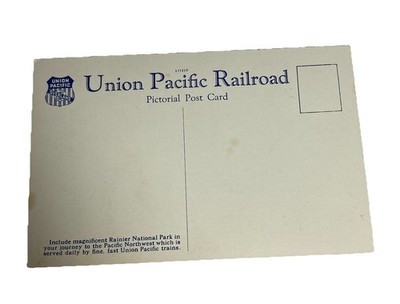 UNION
PACIFIC
Union Pacific Railroad
Pictorial Post Card
Include magnificent Rainier National Park in
your journey to the Pacific Northwest which is
served daily by fine, fast Union Pacific trains.